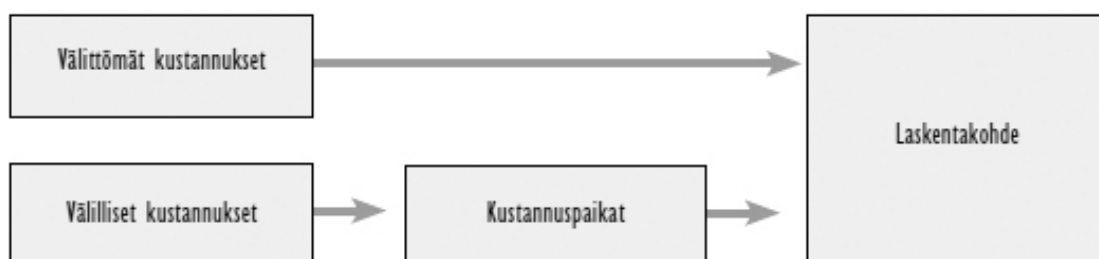 Välittömät kustannukset
Laskentakohde
Välilliset kustannukset
Kustannuspaikat